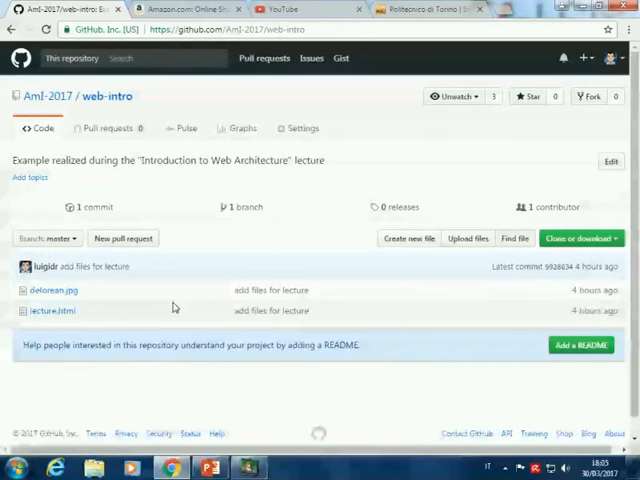 AmI-2017/web-intro: Ex
Amazon.com: Online Sh
YouTube
Politecnico di Torino | S
GitHub, Inc. [US] https://github.com/AmI-2017/web-intro
This repository Search Pull requests Issues Gist
AmI-2017 / web-intro Unwatch 3 Star 0 Fork 0
<> Code Pull requests 0 Pulse Graphs Settings
Example realized during the "Introduction to Web Architecture" lecture Edit
Add topics
1 commit 1 branch 0 releases 1 contributor
Branch: master New pull request Create new file Upload files Find file Clone or download
luigidr add files for lecture Latest commit 9928634 4 hours ago
delorean.jpg add files for lecture 4 hours ago
lecture.html add files for lecture 4 hours ago
Help people interested in this repository understand your project by adding a README. Add a README
© 2017 GitHub, Inc. Terms Privacy Security Status Help Contact GitHub API Training Shop Blog About
IT 18:05
30/03/2017